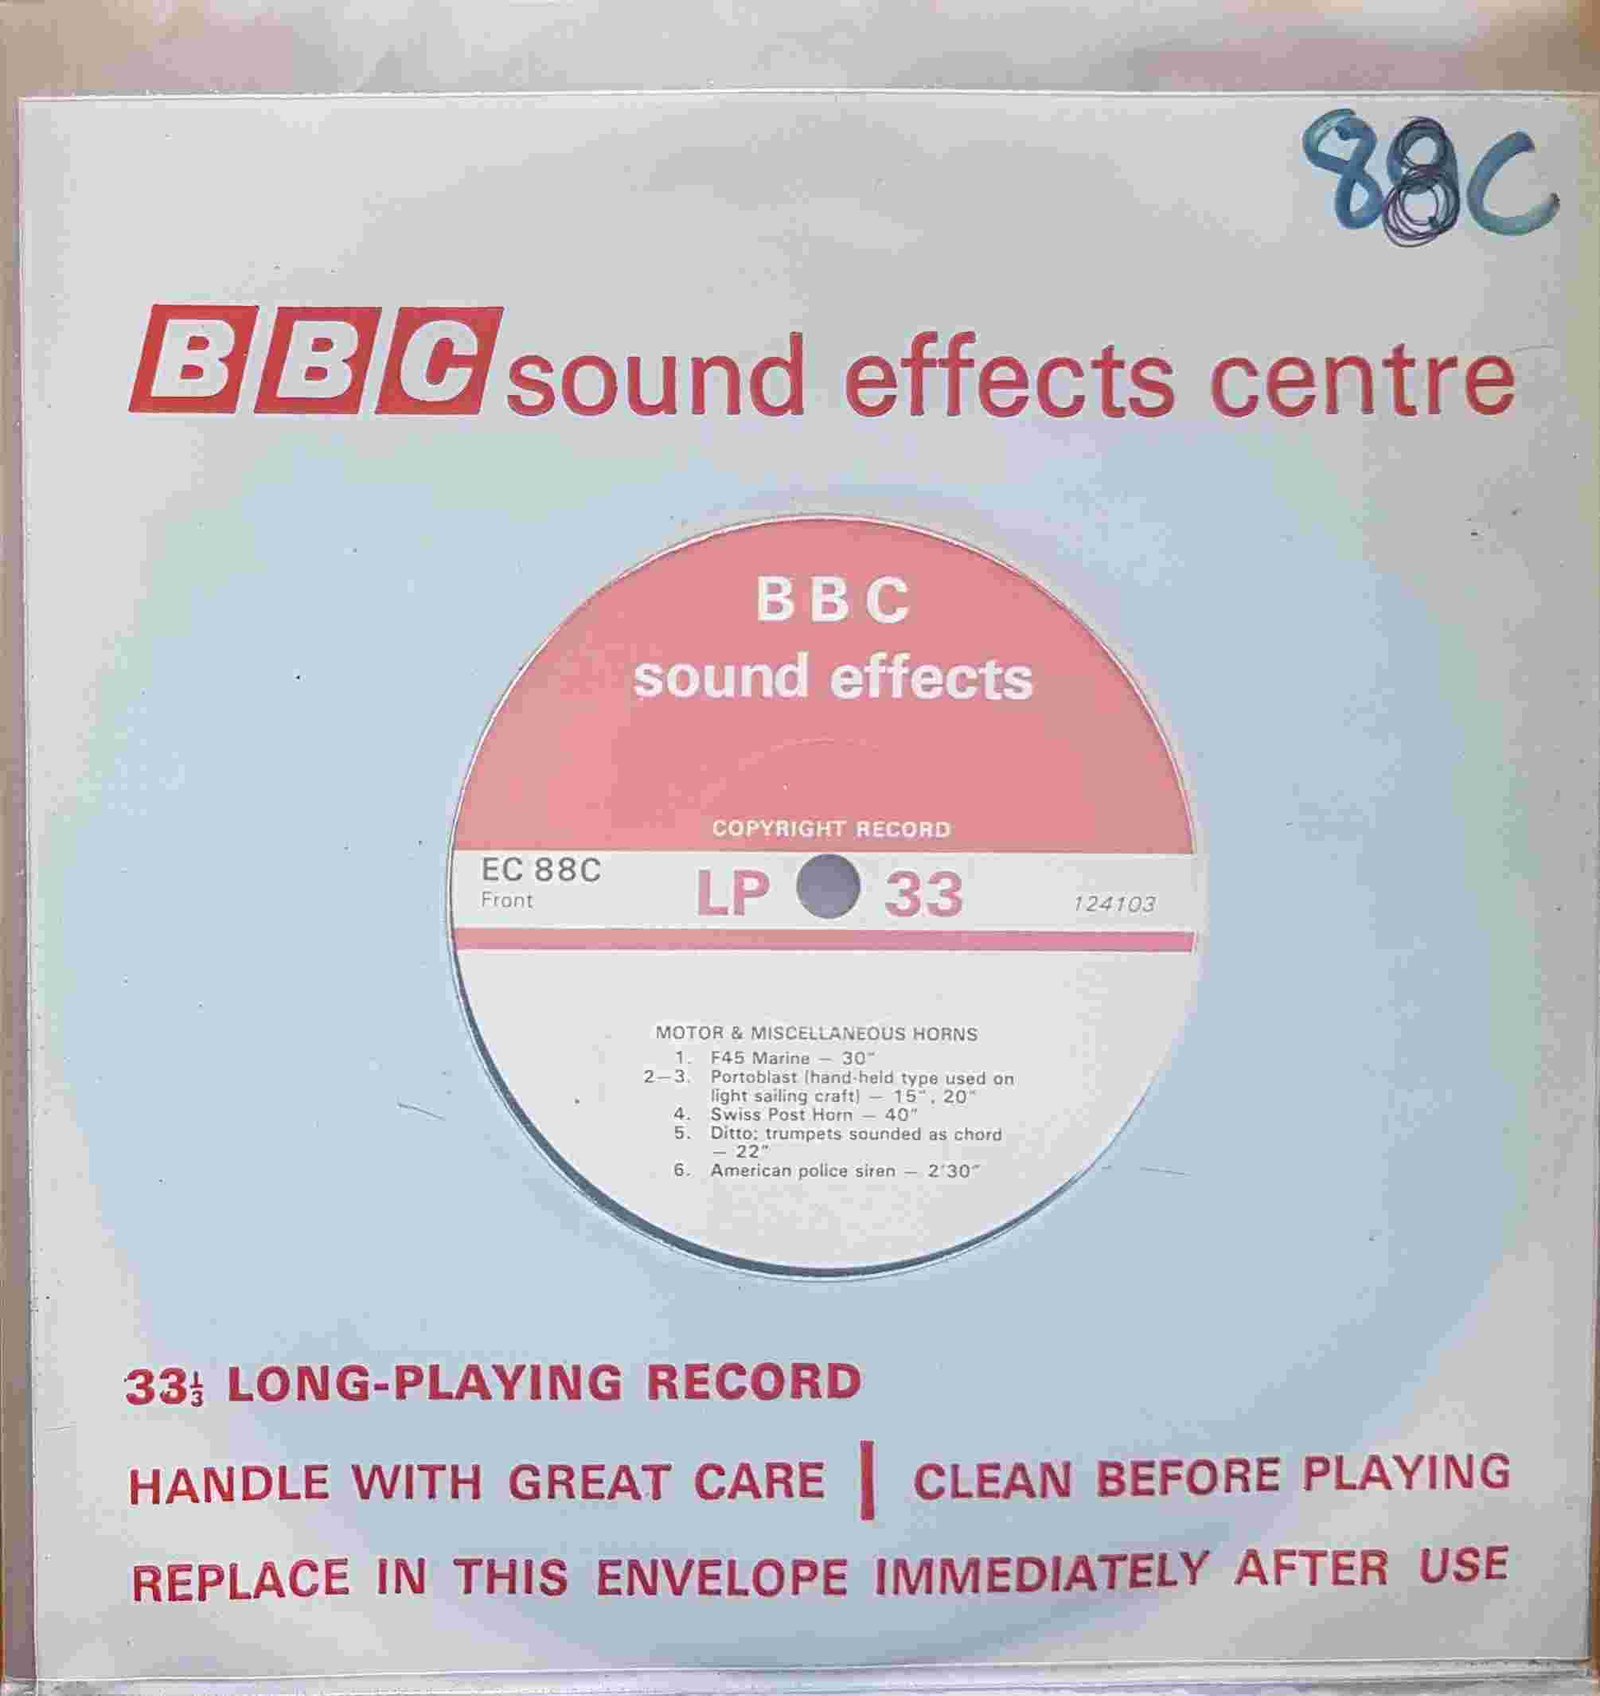 88C
BBC sound effects centre
BBC
sound effects
COPYRIGHT RECORD
EC 88C
Front
LP 33
124103
MOTOR & MISCELLANEOUS HORNS
1. F45 Marine — 30"
2—3. Portoblast (hand-held type used on
light sailing craft) — 15", 20"
4. Swiss Post Horn — 40"
5. Ditto; trumpets sounded as chord
— 22"
6. American police siren — 2'30"
33⅓ LONG-PLAYING RECORD
HANDLE WITH GREAT CARE | CLEAN BEFORE PLAYING
REPLACE IN THIS ENVELOPE IMMEDIATELY AFTER USE